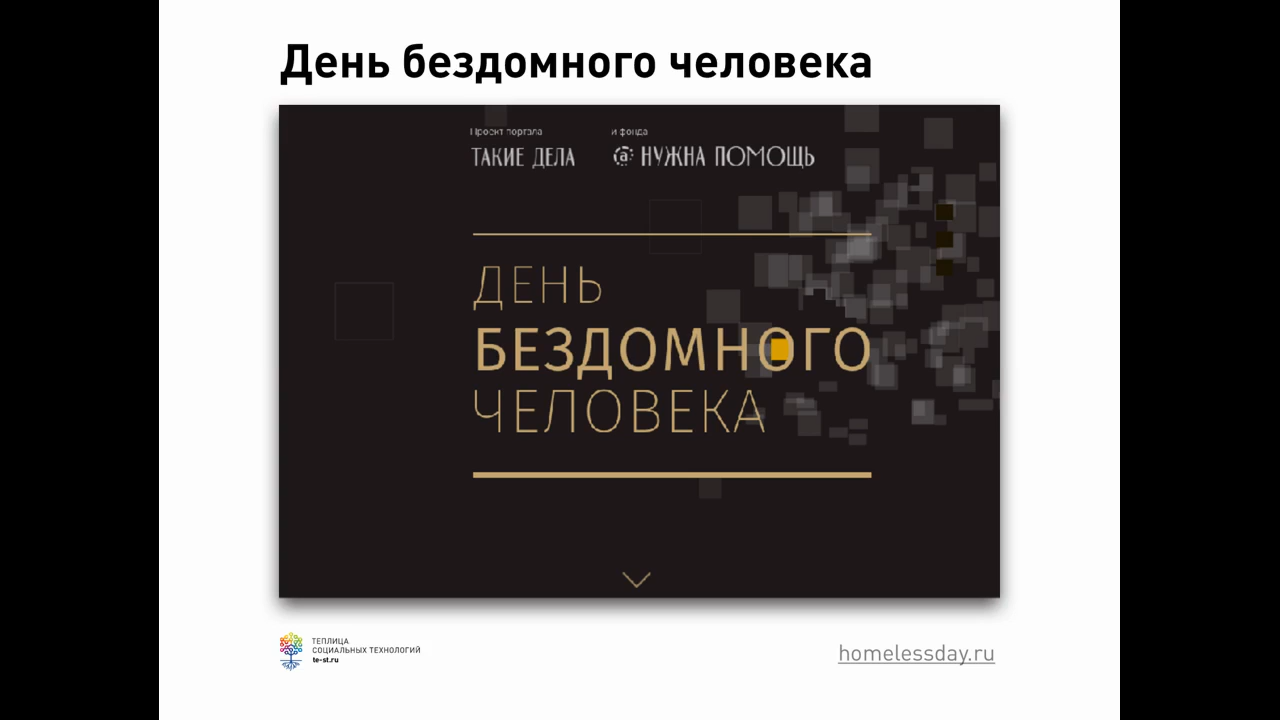 День бездомного человека
Проект портала
и фонда
ТАКИЕ ДЕЛА
@ НУЖНА ПОМОЩЬ
ДЕНЬ
БЕЗДОМНОГО
ЧЕЛОВЕКА
ТЕПЛИЦА
СОЦИАЛЬНЫХ ТЕХНОЛОГИЙ
te-st.ru
homelessday.ru